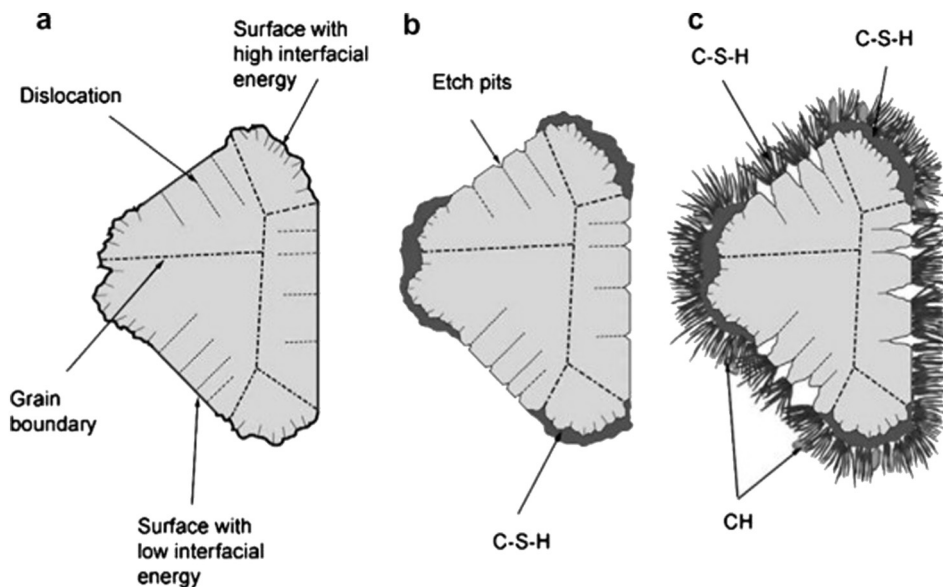 a
Surface with
high interfacial
energy
Dislocation
Grain
boundary
Surface with
low interfacial
energy
b
Etch pits
C-S-H
c
C-S-H
C-S-H
CH